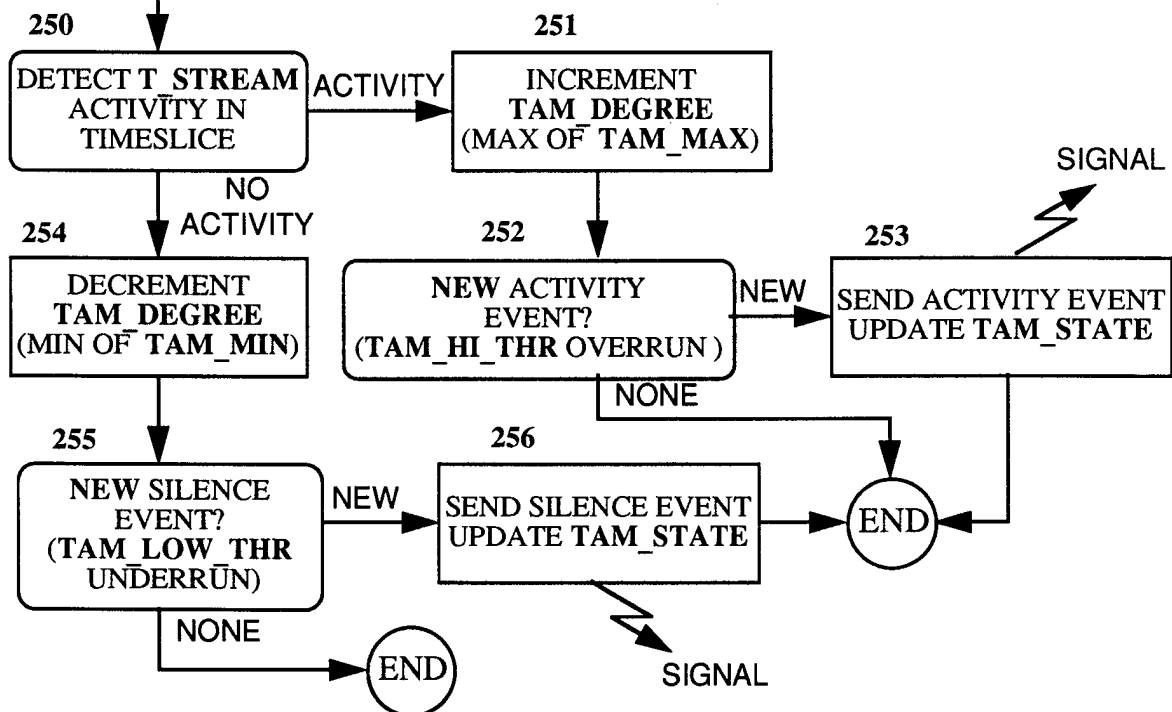 250
DETECT T_STREAM
ACTIVITY IN
TIMESLICE
ACTIVITY
251
INCREMENT
TAM_DEGREE
(MAX OF TAM_MAX)
NO
ACTIVITY
SIGNAL
254
DECREMENT
TAM_DEGREE
(MIN OF TAM_MIN)
252
NEW ACTIVITY
EVENT?
(TAM_HI_THR OVERRUN )
NEW
253
SEND ACTIVITY EVENT
UPDATE TAM_STATE
NONE
255
NEW SILENCE
EVENT?
(TAM_LOW_THR
UNDERRUN)
NEW
256
SEND SILENCE EVENT
UPDATE TAM_STATE
END
NONE
END
SIGNAL